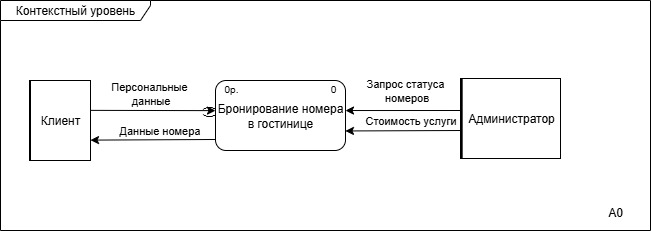 Контекстный уровень
Персональные
данные
0р.
0
Запрос статуса
номеров
Клиент
Бронирование номера
в гостинице
Администратор
Данные номера
Стоимость услуги
A0